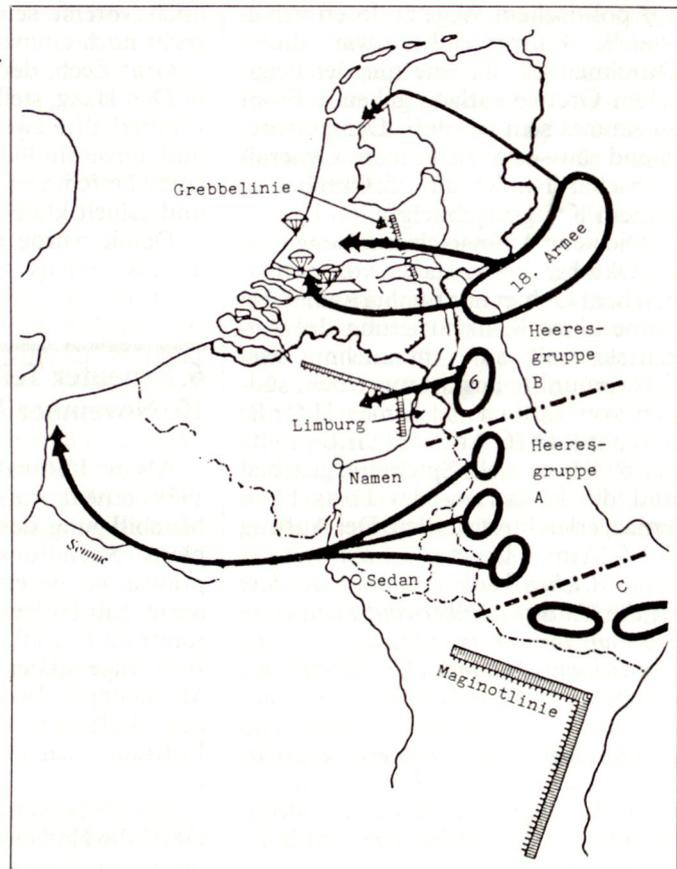 Grebbelinie
18. Armee
Heeres-
gruppe
B
6
Limburg
Heeres-
gruppe
A
Namen
Somme
Sedan
C
Maginotlinie